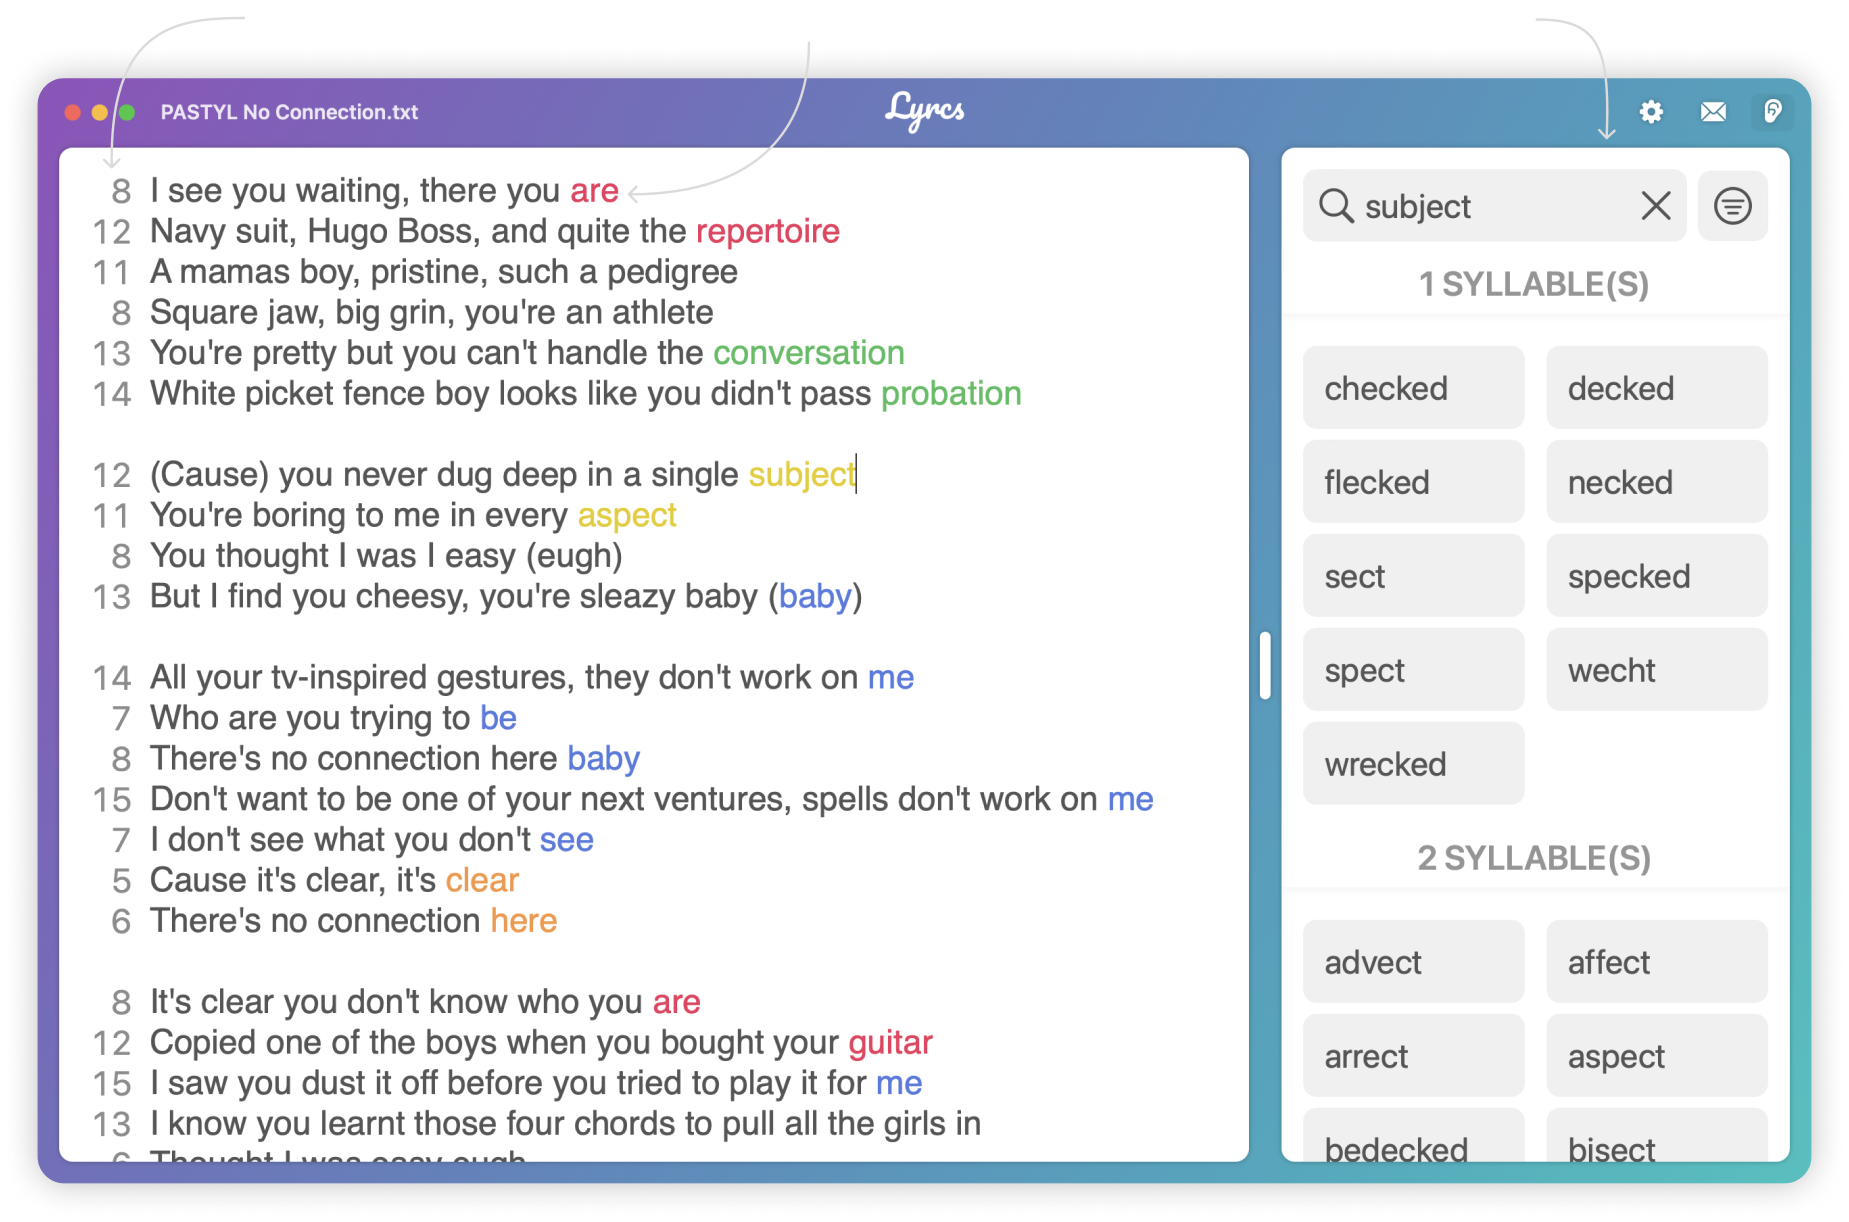 PASTYL No Connection.txt
Lyrcs
8 I see you waiting, there you are
12 Navy suit, Hugo Boss, and quite the repertoire
11 A mamas boy, pristine, such a pedigree
8 Square jaw, big grin, you're an athlete
13 You're pretty but you can't handle the conversation
14 White picket fence boy looks like you didn't pass probation
12 (Cause) you never dug deep in a single subject
11 You're boring to me in every aspect
8 You thought I was I easy (eugh)
13 But I find you cheesy, you're sleazy baby (baby)
14 All your tv-inspired gestures, they don't work on me
7 Who are you trying to be
8 There's no connection here baby
15 Don't want to be one of your next ventures, spells don't work on me
7 I don't see what you don't see
5 Cause it's clear, it's clear
6 There's no connection here
8 It's clear you don't know who you are
12 Copied one of the boys when you bought your guitar
15 I saw you dust it off before you tried to play it for me
13 I know you learnt those four chords to pull all the girls in
6 Thought I was easy eugh
subject
1 SYLLABLE(S)
checked decked
flecked necked
sect specked
spect wecht
wrecked
2 SYLLABLE(S)
advect affect
arrect aspect
bedecked bisect